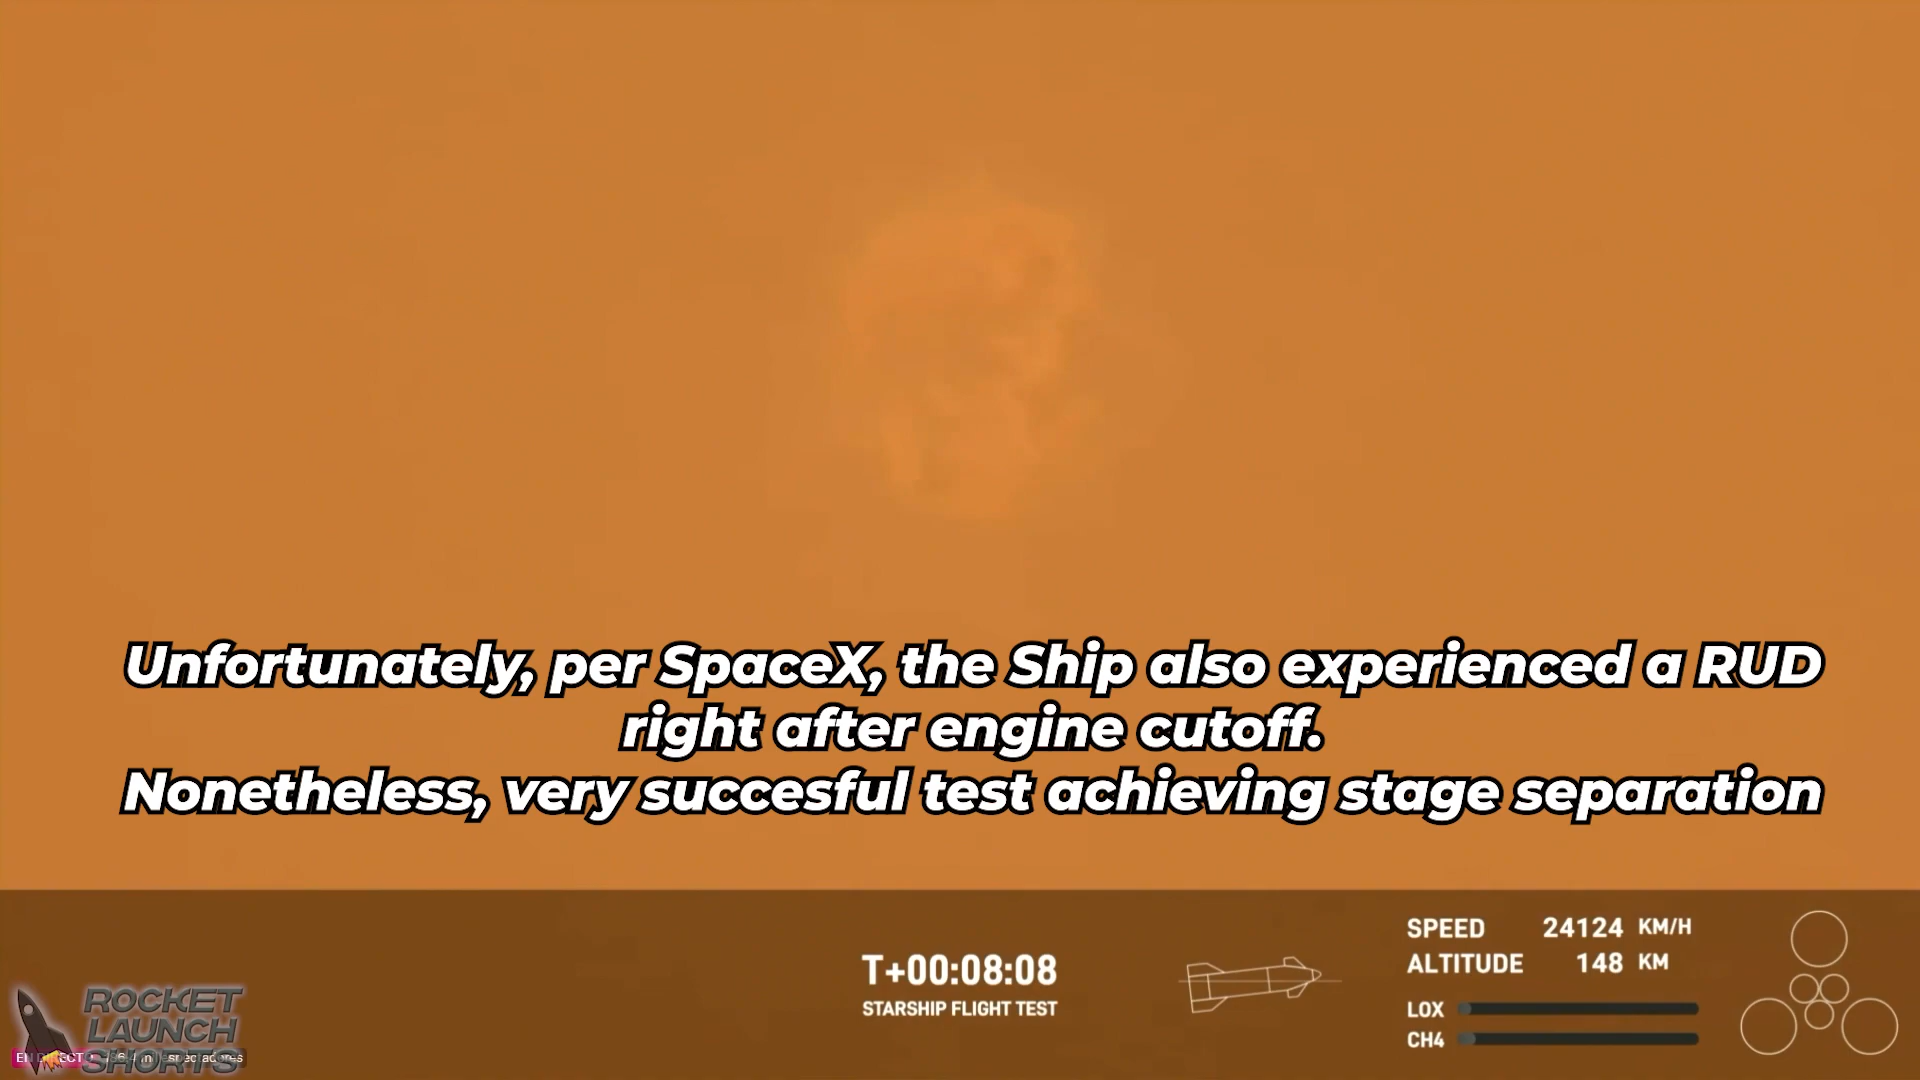 Unfortunately, per SpaceX, the Ship also experienced a RUD
right after engine cutoff.
Nonetheless, very succesful test achieving stage separation
T+00:08:08
STARSHIP FLIGHT TEST
SPEED 24124 KM/H
ALTITUDE 148 KM
LOX
CH4
ROCKET
LAUNCH
SHORTS
espectadores